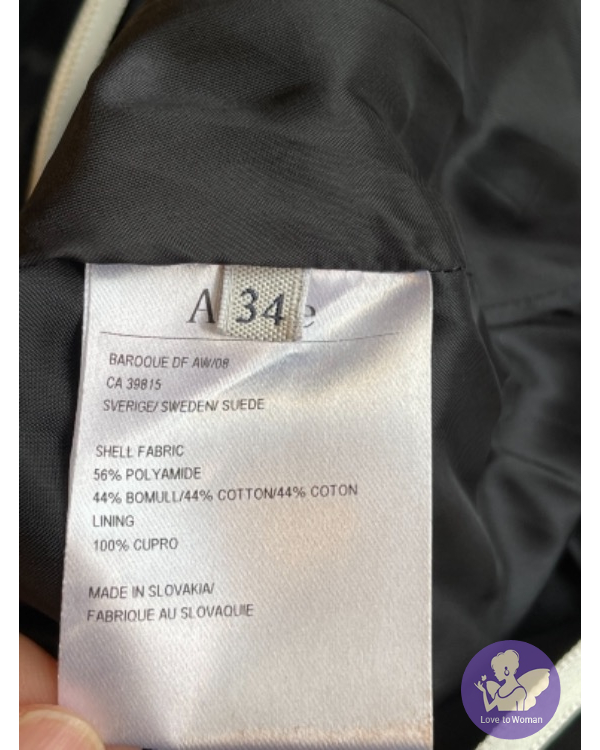 A
34
e
BAROQUE DF AW/08
CA 39815
SVERIGE/ SWEDEN/ SUEDE
SHELL FABRIC
56% POLYAMIDE
44% BOMULL/44% COTTON/44% COTON
LINING
100% CUPRO
MADE IN SLOVAKIA/
FABRIQUE AU SLOVAQUIE
Love to Woman